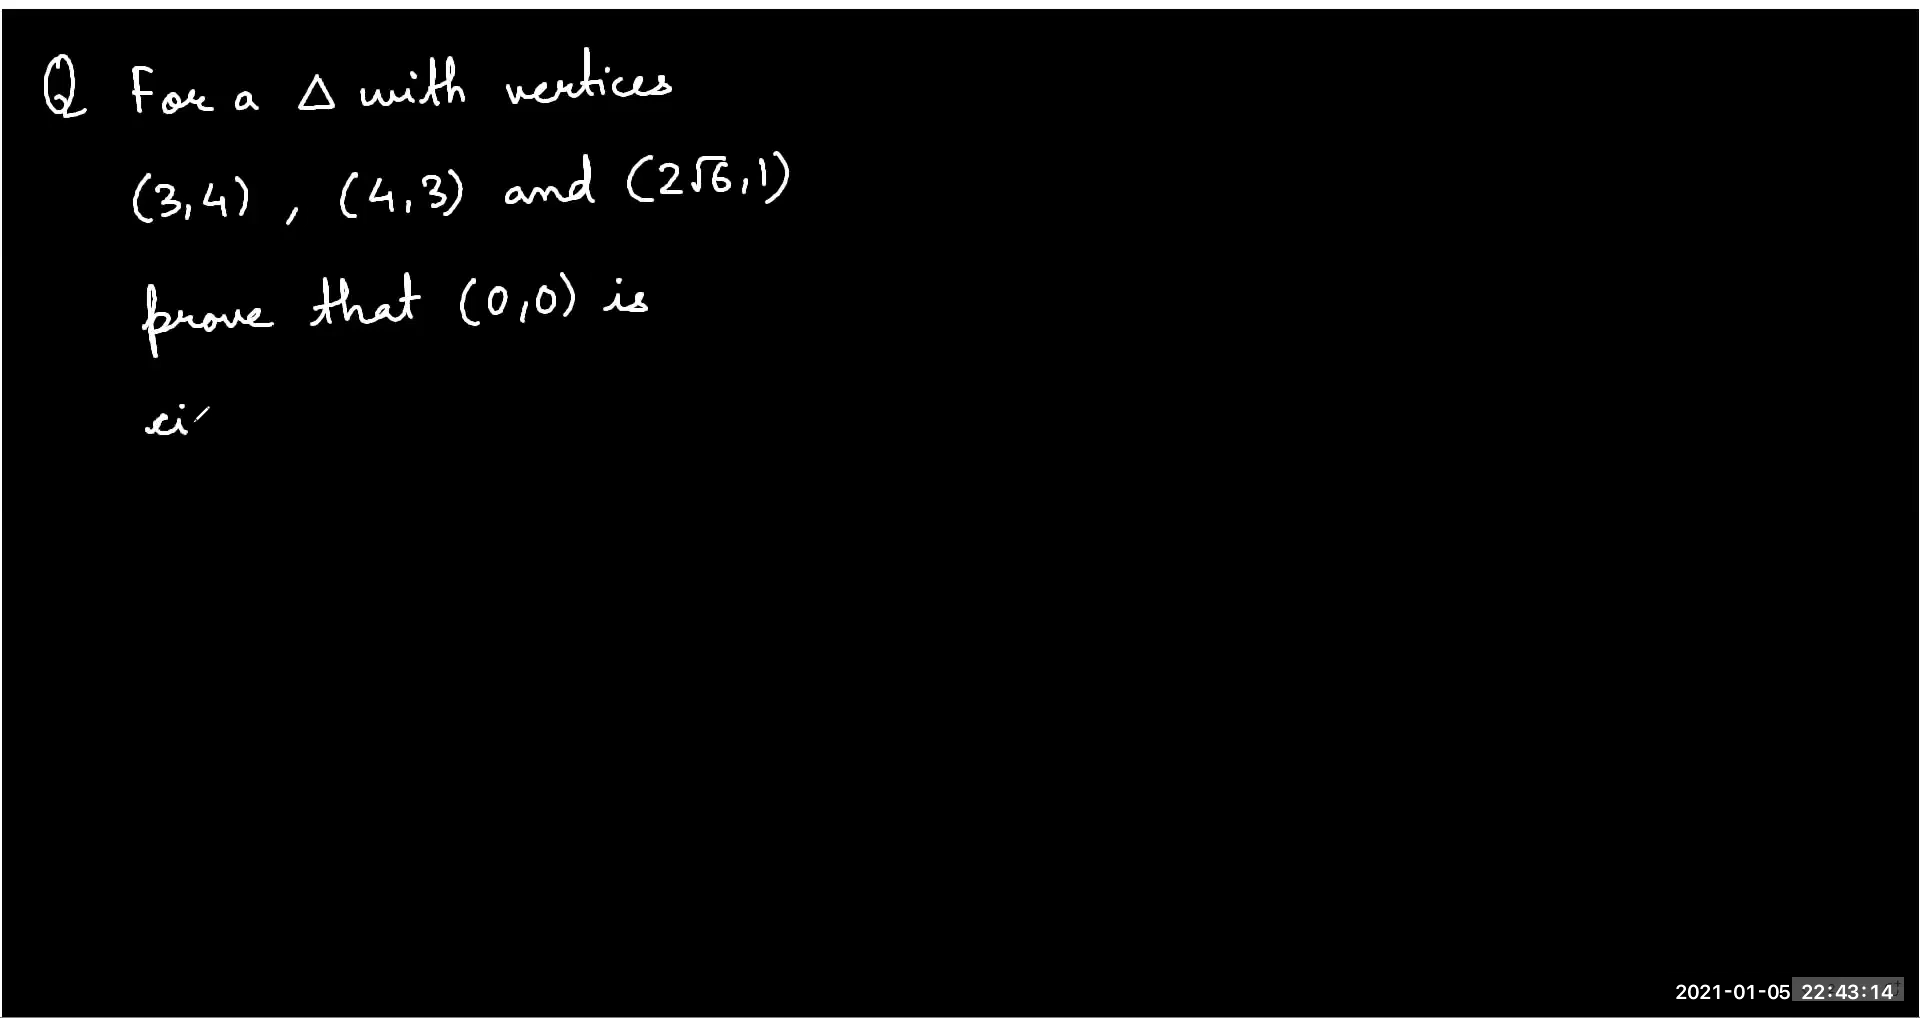 Q For a △ with vertices
(3,4) , (4,3) and (2√6,1)
prove that (0,0) is
ci
2021-01-05 22:43:14